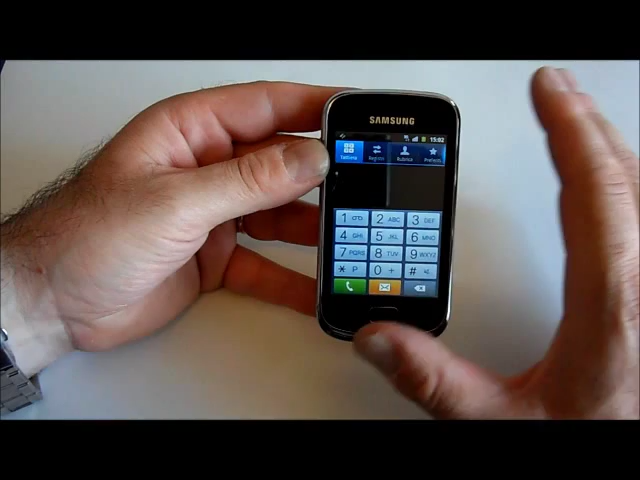 SAMSUNG
15:02
Tastiera Registro Rubrica Preferiti
1 2 ABC 3 DEF
4 GHI 5 JKL 6 MNO
7 PQRS 8 TUV 9 WXYZ
* P 0 + #